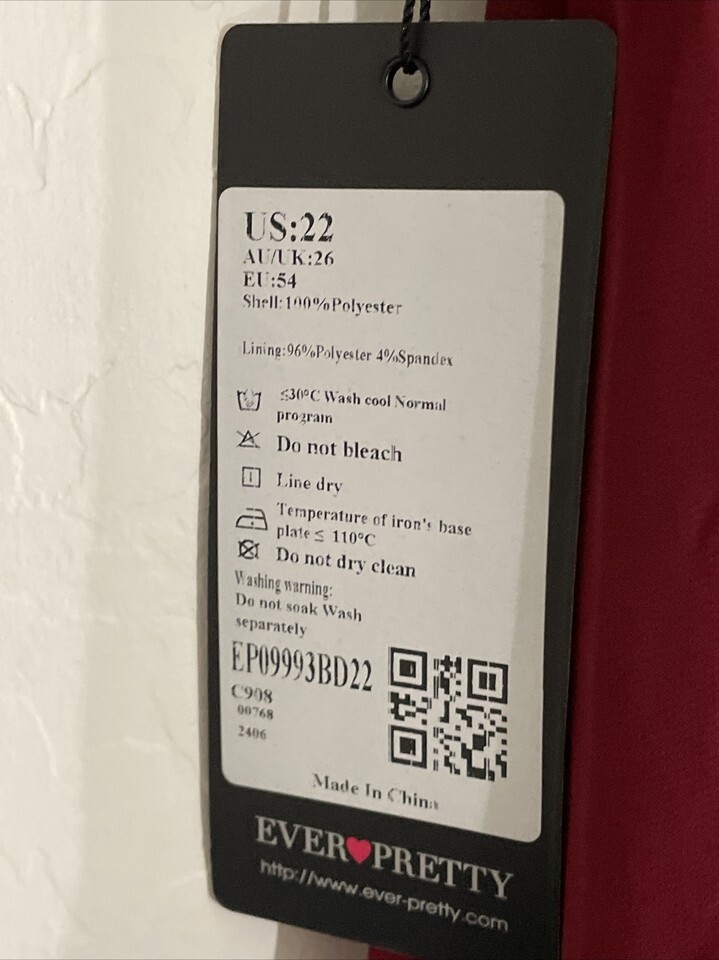 US:22
AU/UK:26
EU:54
Shell:100%Polyester
Lining:96%Polyester 4%Spandex
≤30°C Wash cool Normal
program
Do not bleach
Line dry
Temperature of iron's base
plate ≤ 110°C
Do not dry clean
Washing warning:
Do not soak Wash
separately
EP09993BD22
C908
00768
2406
Made In China
EVER♥PRETTY
http://www.ever-pretty.com